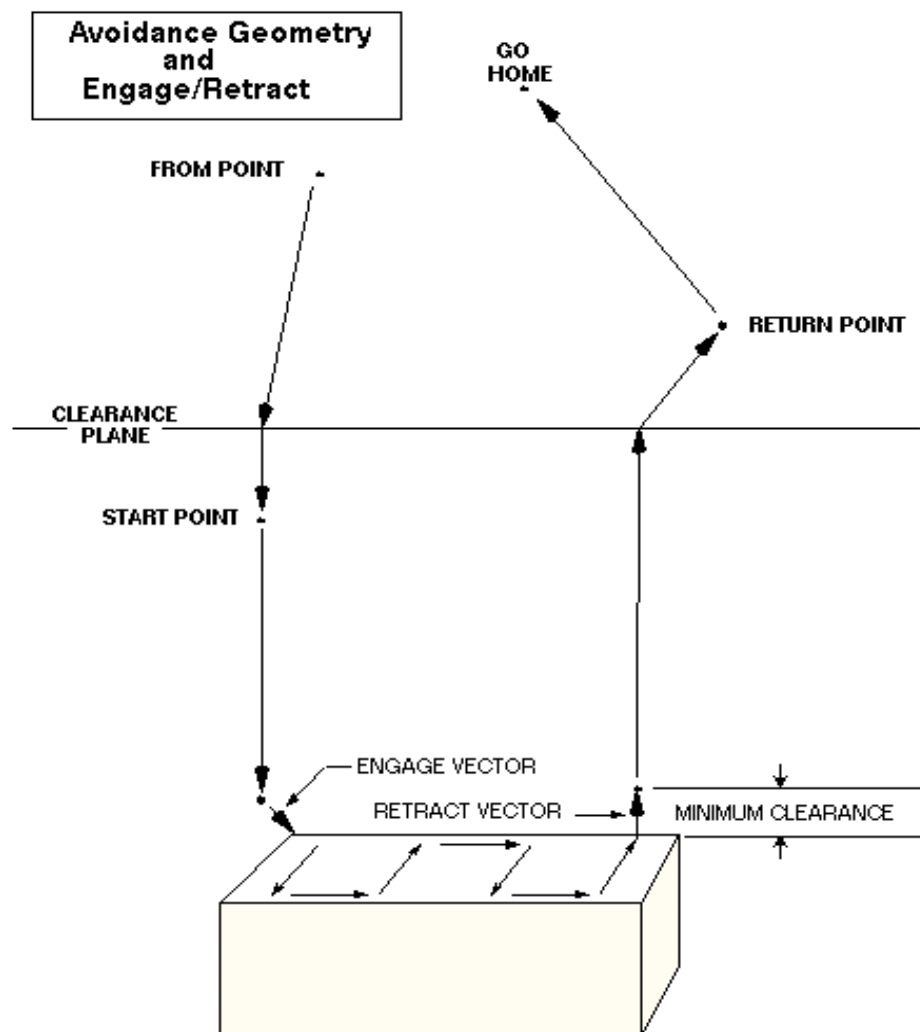 Avoidance Geometry
and
Engage/Retract
GO
HOME
FROM POINT
RETURN POINT
CLEARANCE
PLANE
START POINT
ENGAGE VECTOR
RETRACT VECTOR
MINIMUM CLEARANCE